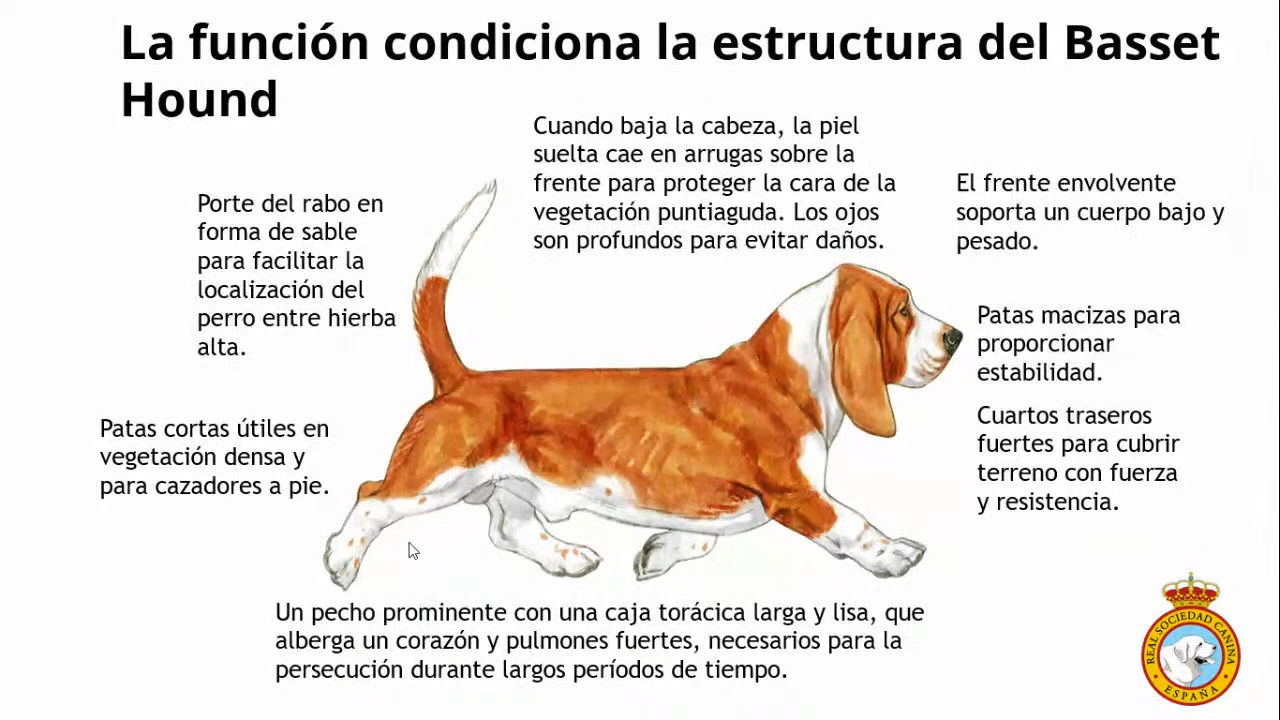 La función condiciona la estructura del Basset
Hound
Cuando baja la cabeza, la piel
suelta cae en arrugas sobre la
frente para proteger la cara de la
vegetación puntiaguda. Los ojos
son profundos para evitar daños.
El frente envolvente
soporta un cuerpo bajo y
pesado.
Porte del rabo en
forma de sable
para facilitar la
localización del
perro entre hierba
alta.
Patas macizas para
proporcionar
estabilidad.
Patas cortas útiles en
vegetación densa y
para cazadores a pie.
Cuartos traseros
fuertes para cubrir
terreno con fuerza
y resistencia.
Un pecho prominente con una caja torácica larga y lisa, que
alberga un corazón y pulmones fuertes, necesarios para la
persecución durante largos períodos de tiempo.
REAL SOCIEDAD CANINA
ESPAÑA